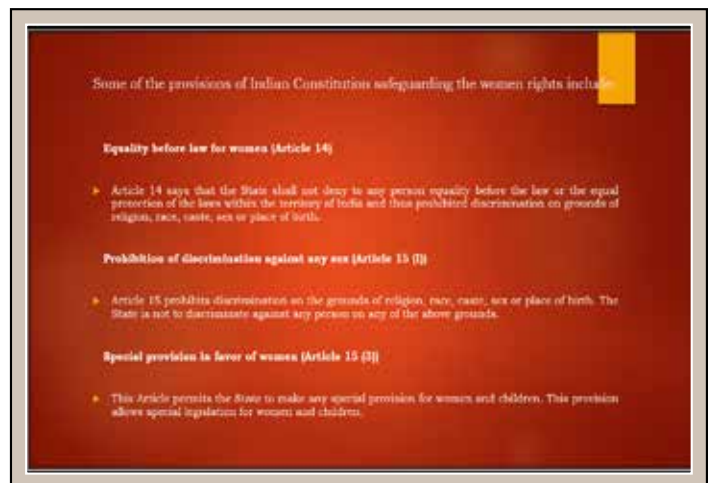 Some of the provisions of Indian Constitution safeguarding the women rights include:
Equality before law for women (Article 14)
Article 14 says that the State shall not deny to any person equality before the law or the equal
protection of the laws within the territory of India and thus prohibited discrimination on grounds of
religion, race, caste, sex or place of birth.
Prohibition of discrimination against any sex (Article 15 (I))
Article 15 prohibits discrimination on the grounds of religion, race, caste, sex or place of birth. The
State is not to discriminate against any person on any of the above grounds.
Special provision in favor of women (Article 15 (3))
This Article permits the State to make any special provision for women and children. This provision
allows special legislation for women and children.